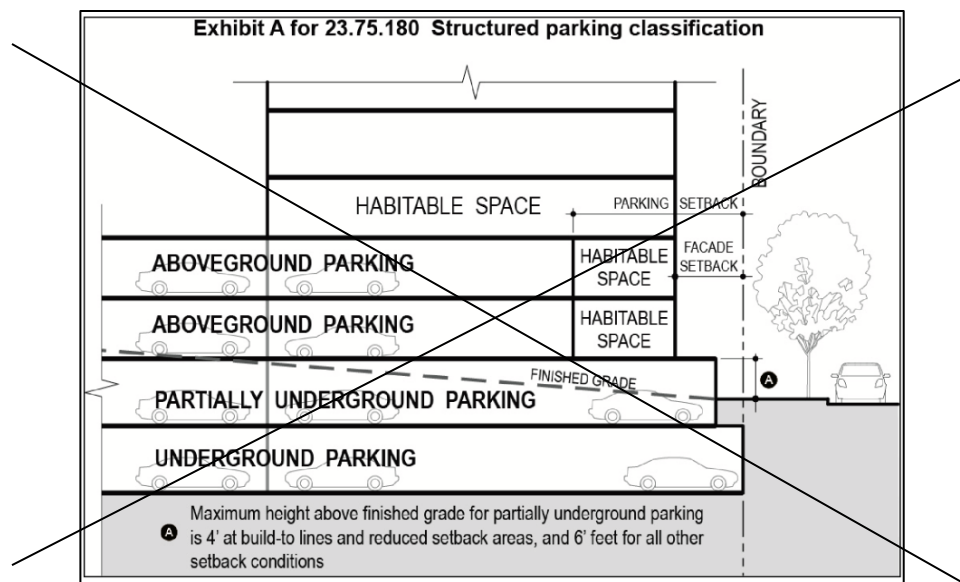 Exhibit A for 23.75.180 Structured parking classification
BOUNDARY
HABITABLE SPACE
PARKING SETBACK
ABOVEGROUND PARKING
HABITABLE
SPACE
FACADE
SETBACK
ABOVEGROUND PARKING
HABITABLE
SPACE
FINISHED GRADE
A
PARTIALLY UNDERGROUND PARKING
UNDERGROUND PARKING
A Maximum height above finished grade for partially underground parking
is 4' at build-to lines and reduced setback areas, and 6' feet for all other
setback conditions